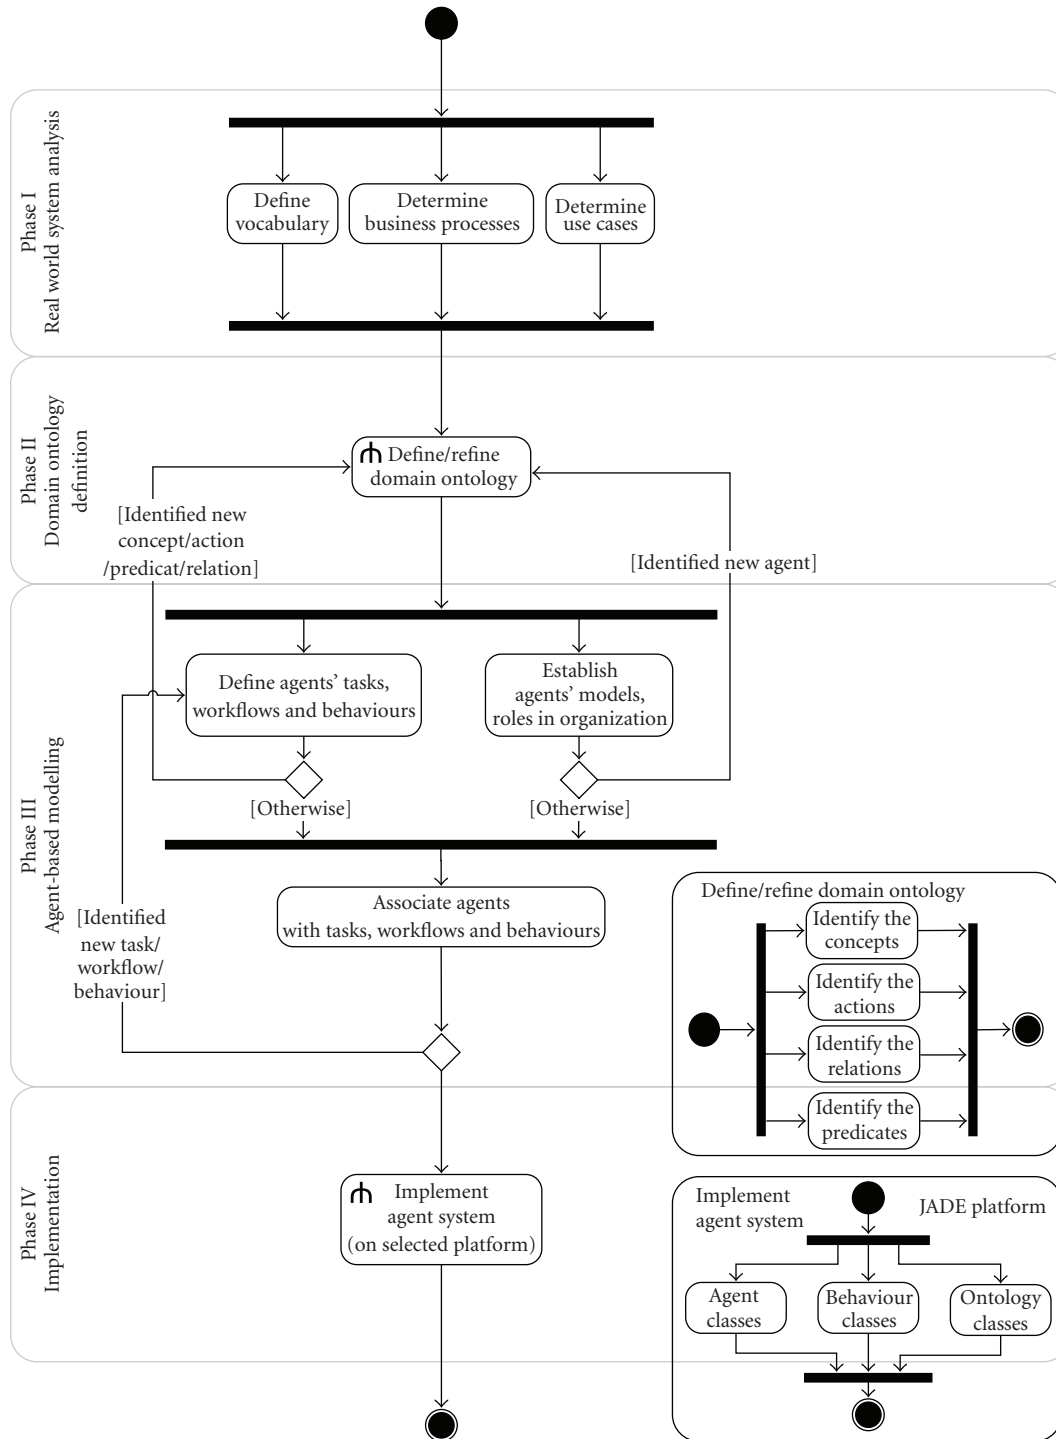 Phase I
Real world system analysis
Define
vocabulary
Determine
business processes
Determine
use cases
Phase II
Domain ontology
definition
Define/refine
domain ontology
[Identified new
concept/action
/predicat/relation]
[Identified new agent]
Phase III
Agent-based modelling
Define agents’ tasks,
workflows and behaviours
Establish
agents’ models,
roles in organization
[Otherwise]
[Otherwise]
Associate agents
with tasks, workflows and behaviours
[Identified
new task/
workflow/
behaviour]
Define/refine domain ontology
Identify the
concepts
Identify the
actions
Identify the
relations
Identify the
predicates
Phase IV
Implementation
Implement
agent system
(on selected platform)
Implement
agent system
JADE platform
Agent
classes
Behaviour
classes
Ontology
classes